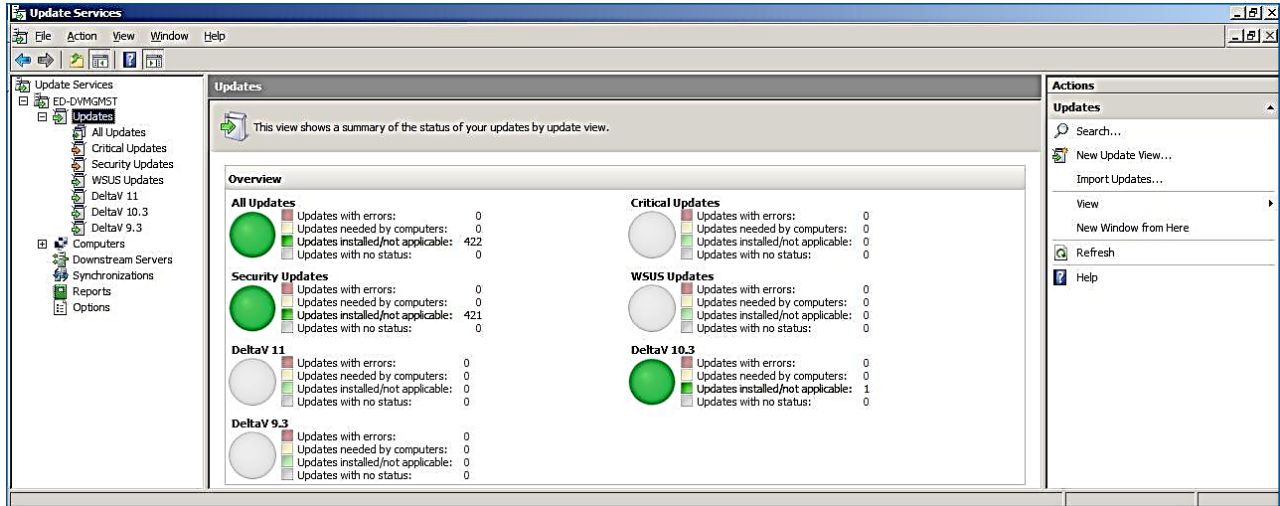 Update Services
File Action View Window Help
Update Services
ED-DVMGMST
Updates
All Updates
Critical Updates
Security Updates
WSUS Updates
DeltaV 11
DeltaV 10.3
DeltaV 9.3
Computers
Downstream Servers
Synchronizations
Reports
Options
Updates
This view shows a summary of the status of your updates by update view.
Overview
All Updates
Updates with errors: 0
Updates needed by computers: 0
Updates installed/not applicable: 422
Updates with no status: 0
Critical Updates
Updates with errors: 0
Updates needed by computers: 0
Updates installed/not applicable: 0
Updates with no status: 0
Security Updates
Updates with errors: 0
Updates needed by computers: 0
Updates installed/not applicable: 421
Updates with no status: 0
WSUS Updates
Updates with errors: 0
Updates needed by computers: 0
Updates installed/not applicable: 0
Updates with no status: 0
DeltaV 11
Updates with errors: 0
Updates needed by computers: 0
Updates installed/not applicable: 0
Updates with no status: 0
DeltaV 10.3
Updates with errors: 0
Updates needed by computers: 0
Updates installed/not applicable: 1
Updates with no status: 0
DeltaV 9.3
Updates with errors: 0
Updates needed by computers: 0
Updates installed/not applicable: 0
Updates with no status: 0
Actions
Updates
Search...
New Update View...
Import Updates...
View
New Window from Here
Refresh
Help